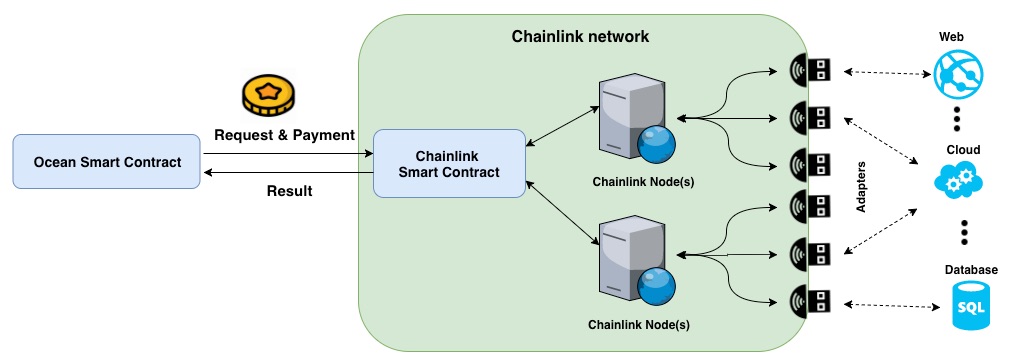 Chainlink network
Web
Request & Payment
Ocean Smart Contract
Chainlink
Smart Contract
Result
Chainlink Node(s)
Chainlink Node(s)
Adapters
Cloud
Database
SQL